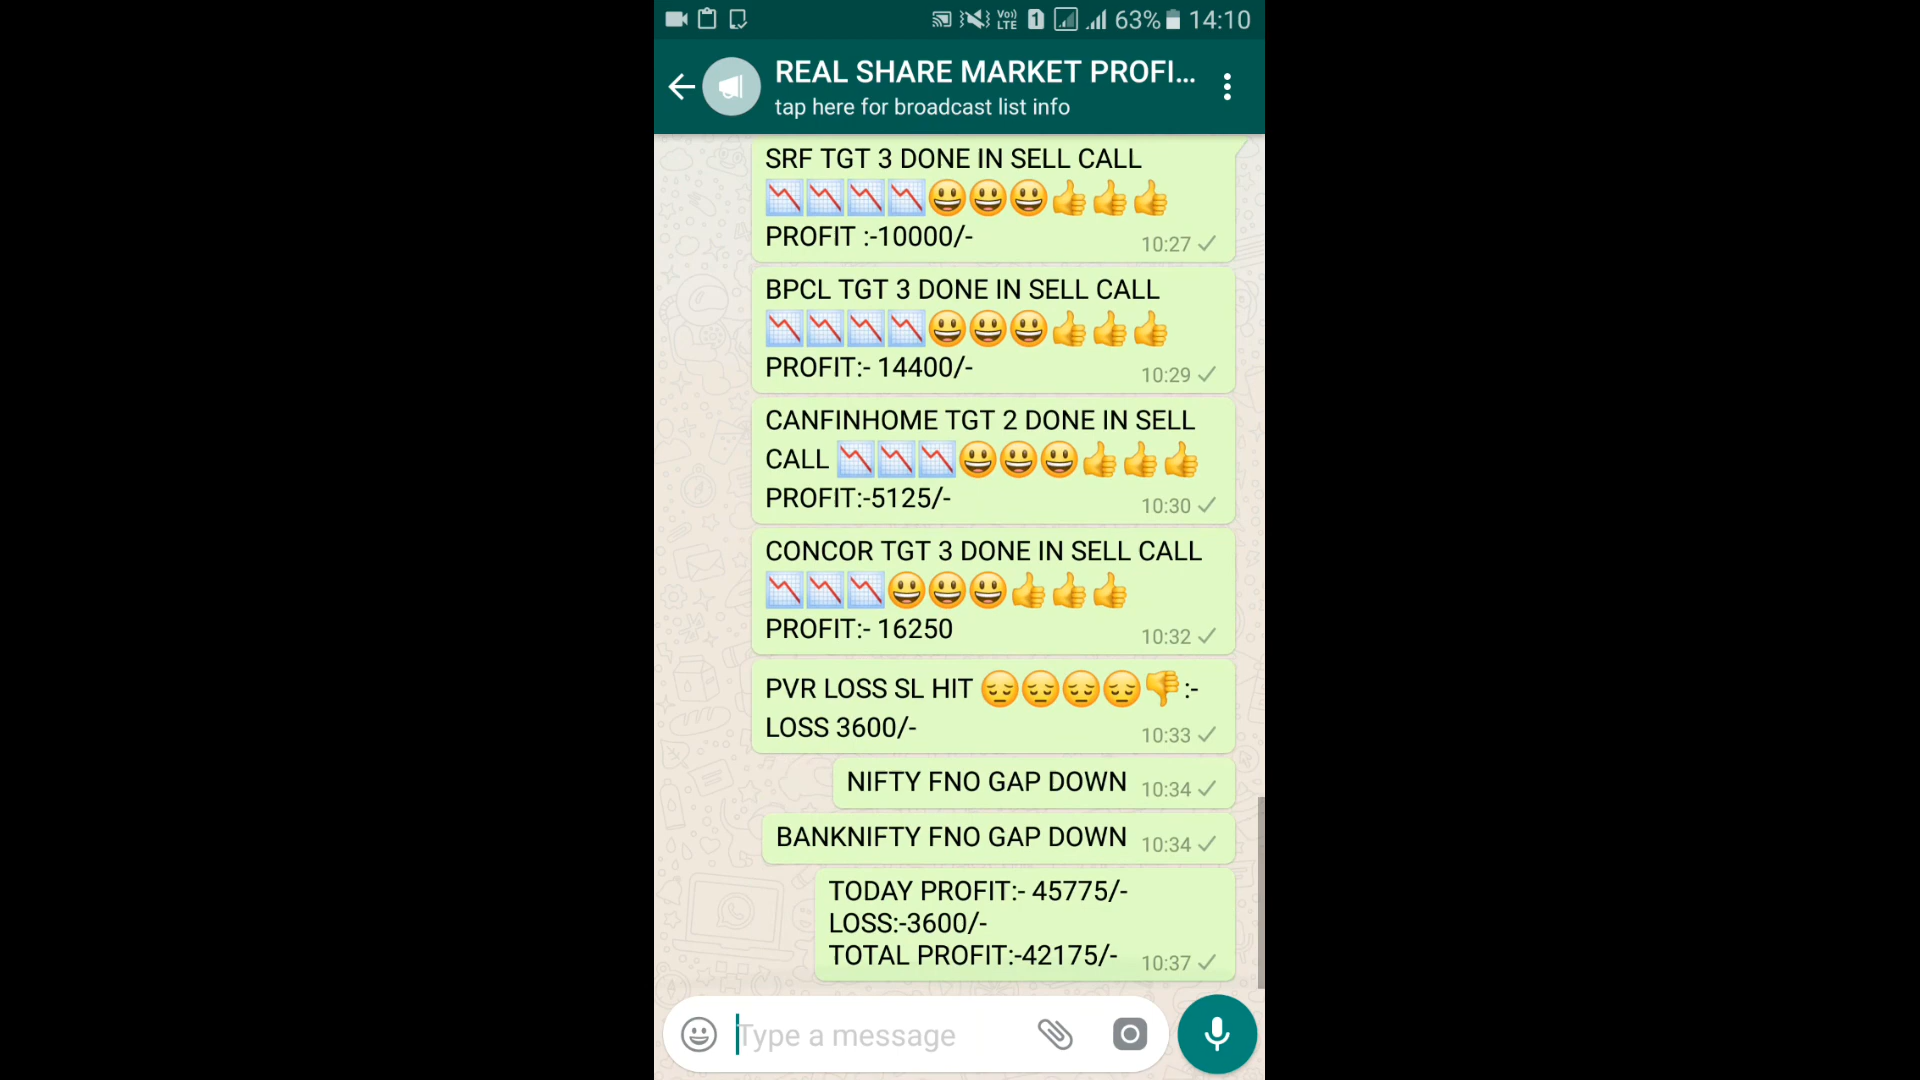 Vo)) LTE 1 63% 14:10
REAL SHARE MARKET PROFI...
tap here for broadcast list info
SRF TGT 3 DONE IN SELL CALL
📉📉📉📉😃😃😃👍👍👍
PROFIT :-10000/- 10:27
BPCL TGT 3 DONE IN SELL CALL
📉📉📉📉😃😃😃👍👍👍
PROFIT:- 14400/- 10:29
CANFINHOME TGT 2 DONE IN SELL
CALL 📉📉📉😃😃😃👍👍👍
PROFIT:-5125/- 10:30
CONCOR TGT 3 DONE IN SELL CALL
📉📉📉😃😃😃👍👍👍
PROFIT:- 16250 10:32
PVR LOSS SL HIT 😔😔😔😔👎:-
LOSS 3600/- 10:33
NIFTY FNO GAP DOWN 10:34
BANKNIFTY FNO GAP DOWN 10:34
TODAY PROFIT:- 45775/-
LOSS:-3600/-
TOTAL PROFIT:-42175/- 10:37
Type a message